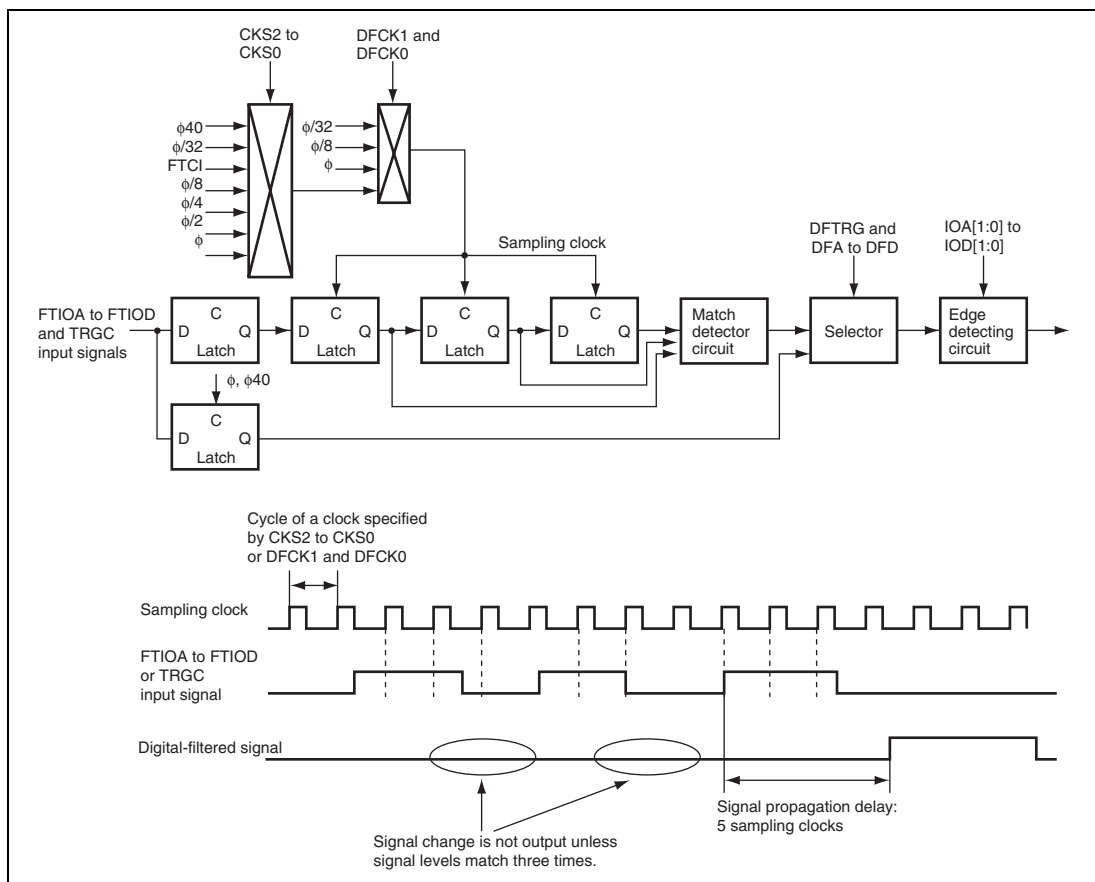 CKS2 to
CKS0
DFCK1 and
DFCK0
ϕ40
ϕ/32
FTCI
ϕ/8
ϕ/4
ϕ/2
ϕ
ϕ/32
ϕ/8
ϕ
Sampling clock
DFTRG and
DFA to DFD
IOA[1:0] to
IOD[1:0]
FTIOA to FTIOD
and TRGC
input signals
C
D Q
Latch
C
D Q
Latch
C
D Q
Latch
C
D Q
Latch
Match
detector
circuit
Selector
Edge
detecting
circuit
ϕ, ϕ40
C
D Q
Latch
Cycle of a clock specified
by CKS2 to CKS0
or DFCK1 and DFCK0
Sampling clock
FTIOA to FTIOD
or TRGC
input signal
Digital-filtered signal
Signal change is not output unless
signal levels match three times.
Signal propagation delay:
5 sampling clocks